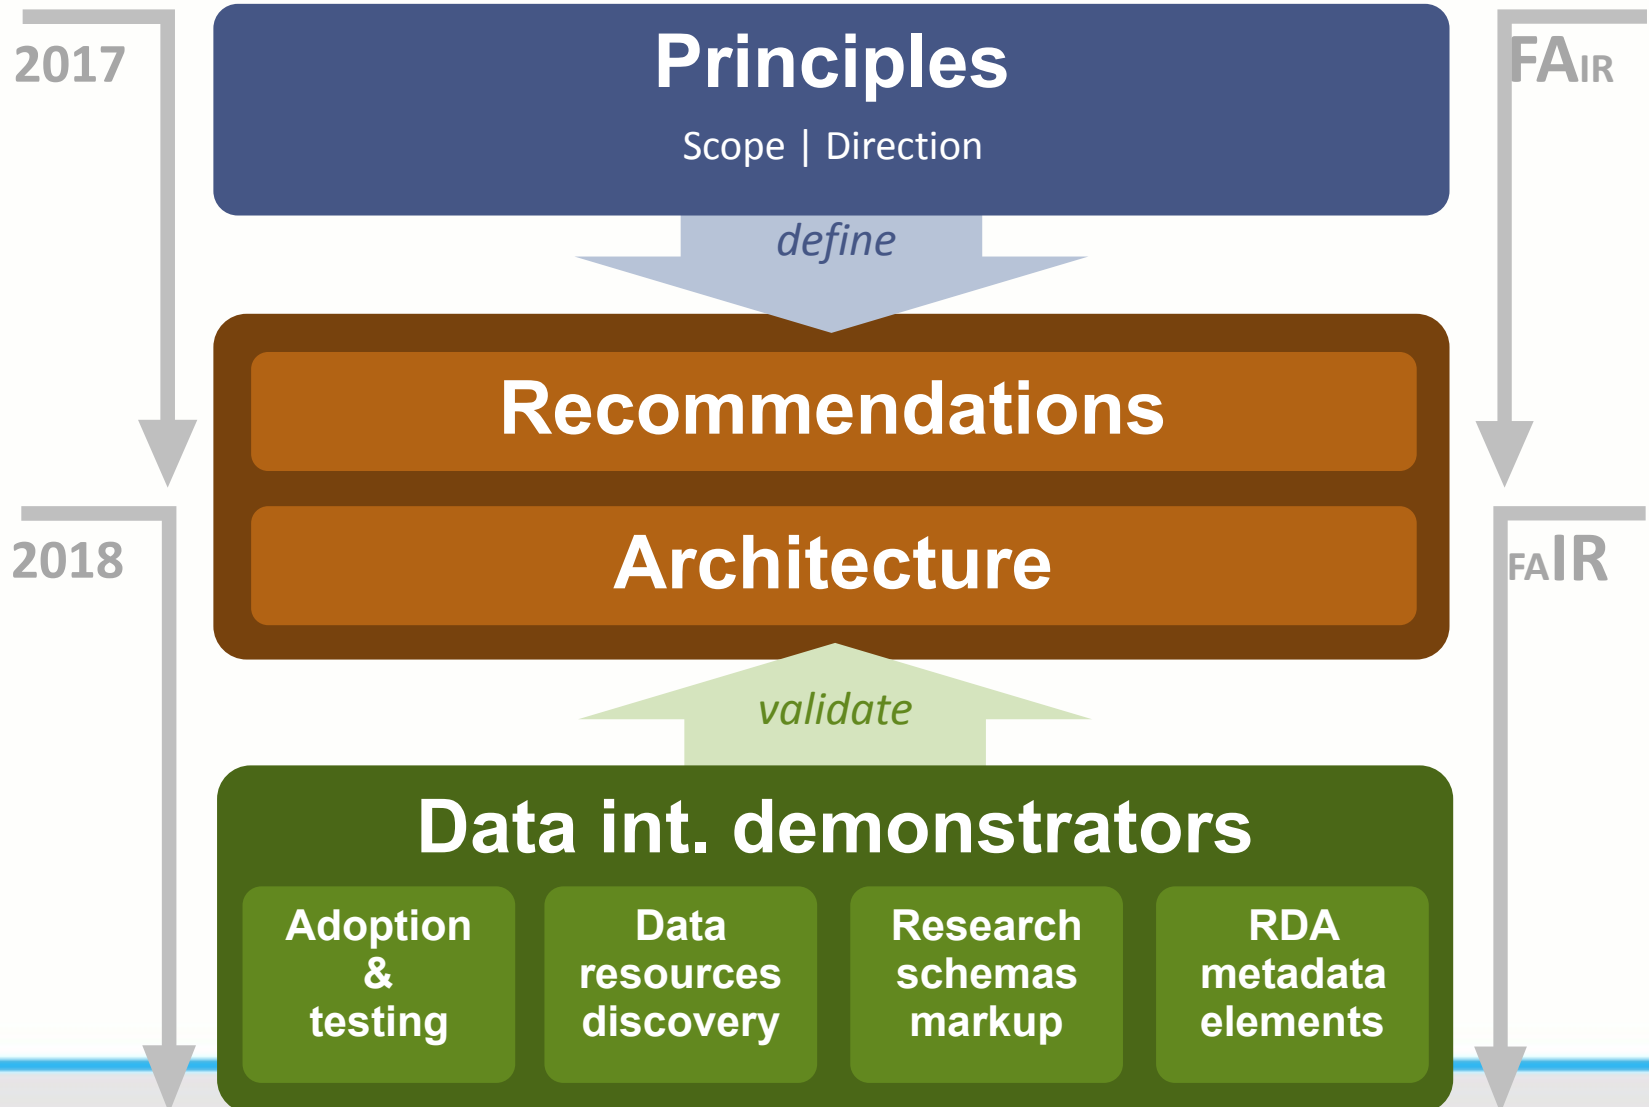 2017
Principles
FAIR
Scope | Direction
define
Recommendations
2018
Architecture
FAIR
validate
Data int. demonstrators
Adoption
&
testing
Data
resources
discovery
Research
schemas
markup
RDA
metadata
elements